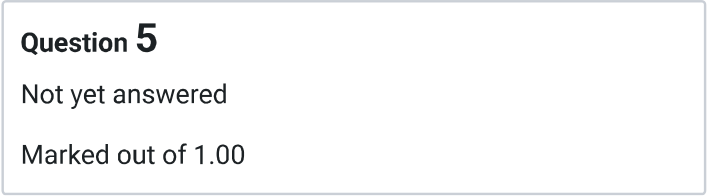 Question 5
Not yet answered
Marked out of 1.00